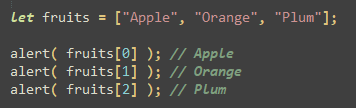 let fruits = ["Apple", "Orange", "Plum"];
alert( fruits[0] ); // Apple
alert( fruits[1] ); // Orange
alert( fruits[2] ); // Plum